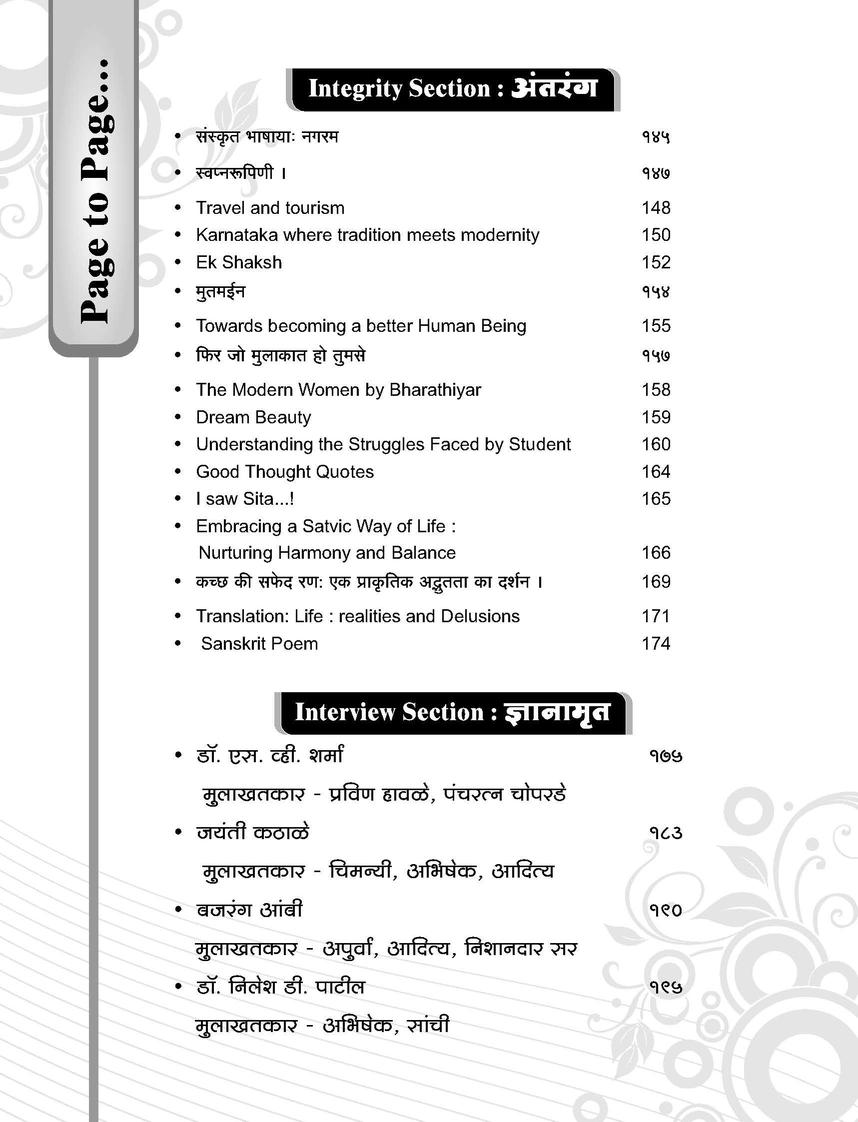 Page to Page...
Integrity Section : अंतरंग
• संस्कृत भाषायाः नगरम १४५
• स्वप्नरूपिणी । १४७
• Travel and tourism 148
• Karnataka where tradition meets modernity 150
• Ek Shaksh 152
• मुतमईन १५४
• Towards becoming a better Human Being 155
• फिर जो मुलाकात हो तुमसे १५७
• The Modern Women by Bharathiyar 158
• Dream Beauty 159
• Understanding the Struggles Faced by Student 160
• Good Thought Quotes 164
• I saw Sita...! 165
• Embracing a Satvic Way of Life :
Nurturing Harmony and Balance 166
• कच्छ की सफेद रण: एक प्राकृतिक अद्भुतता का दर्शन । 169
• Translation: Life : realities and Delusions 171
• Sanskrit Poem 174
Interview Section : ज्ञानामृत
• डॉ. एस. व्ही. शर्मा १७५
मुलाखतकार - प्रविण हावळे, पंचरत्न चोपरडे
• जयंती कठाळे १८३
मुलाखतकार - चिमन्यी, अभिषेक, आदित्य
• बजरंग आंबी १९०
मुलाखतकार - अपुर्वा, आदित्य, निशानदार सर
• डॉ. निलेश डी. पाटील १९५
मुलाखतकार - अभिषेक, सांची